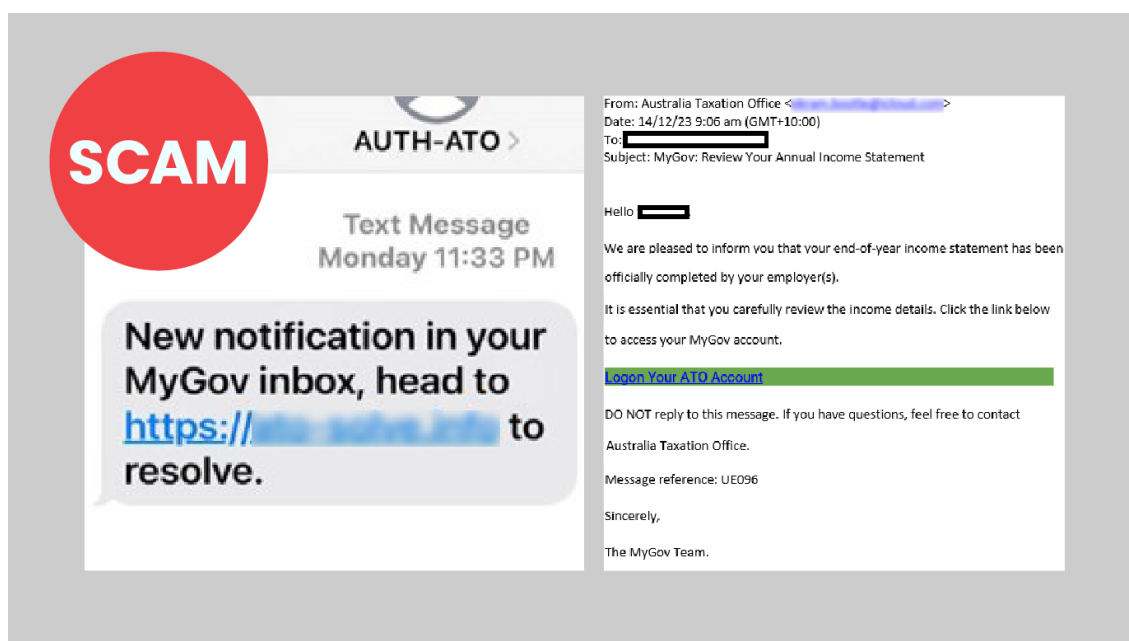 SCAM
AUTH-ATO >
Text Message
Monday 11:33 PM
New notification in your
MyGov inbox, head to
https:// to
resolve.
From: Australia Taxation Office < >
Date: 14/12/23 9:06 am (GMT+10:00)
To:
Subject: MyGov: Review Your Annual Income Statement
Hello
We are pleased to inform you that your end-of-year income statement has been
officially completed by your employer(s).
It is essential that you carefully review the income details. Click the link below
to access your MyGov account.
Logon Your ATO Account
DO NOT reply to this message. If you have questions, feel free to contact
Australia Taxation Office.
Message reference: UE096
Sincerely,
The MyGov Team.